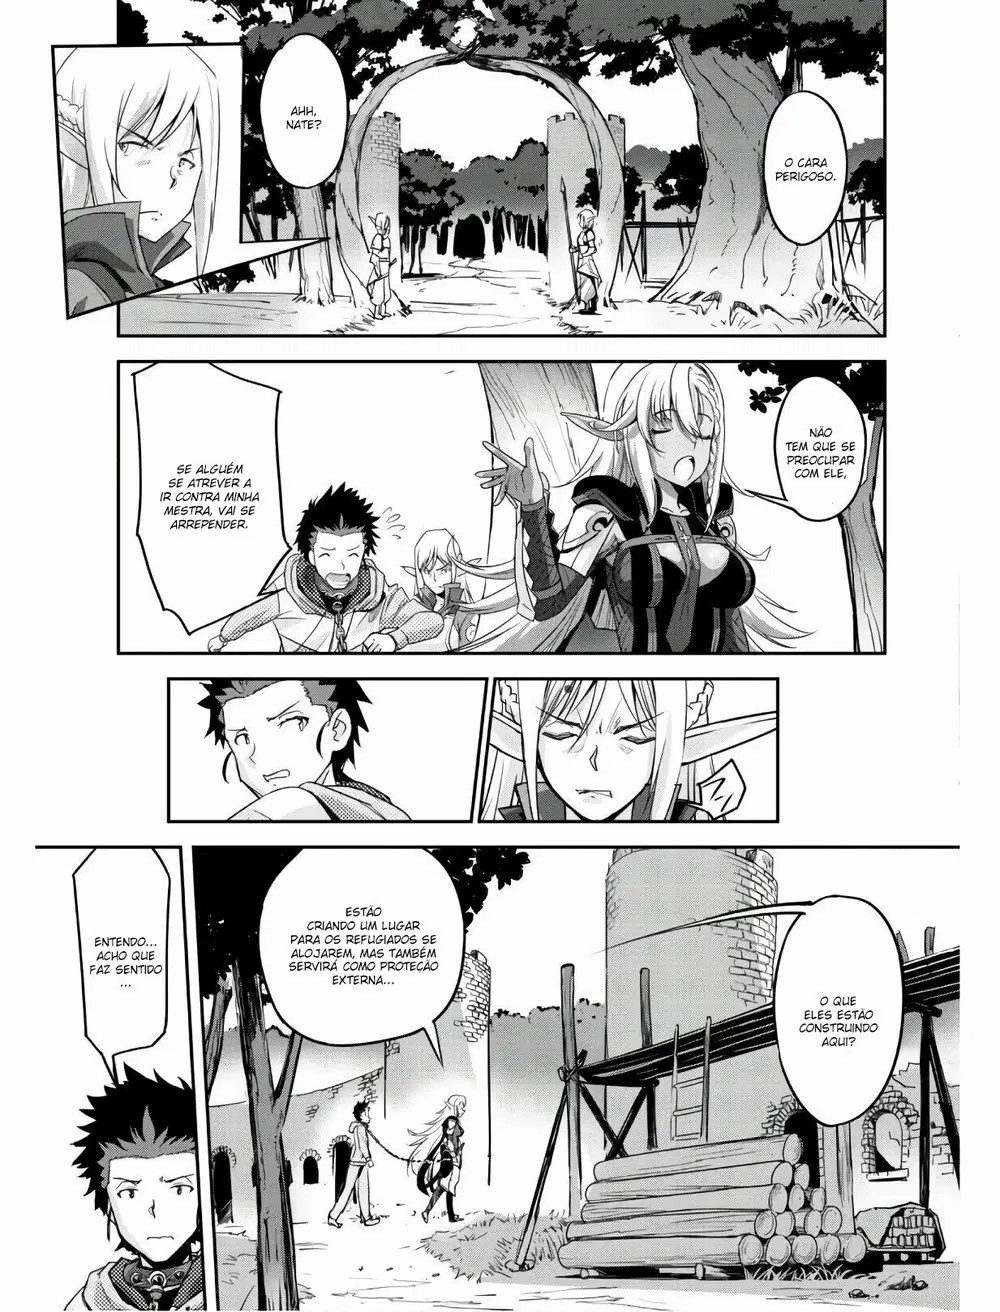 O CARA
PERIGOSO.
AHH,
NATE?
NÃO
TEM QUE SE
PREOCUPAR
COM ELE,
SE ALGUÉM
SE ATREVER A
IR CONTRA MINHA
MESTRA, VAI SE
ARREPENDER.
O QUE
ELES ESTÃO
CONSTRUINDO
AQUI?
ESTÃO
CRIANDO UM LUGAR
PARA OS REFUGIADOS SE
ALOJAREM, MAS TAMBÉM
SERVIRÁ COMO PROTEÇÃO
EXTERNA...
ENTENDO...
ACHO QUE
FAZ SENTIDO
...